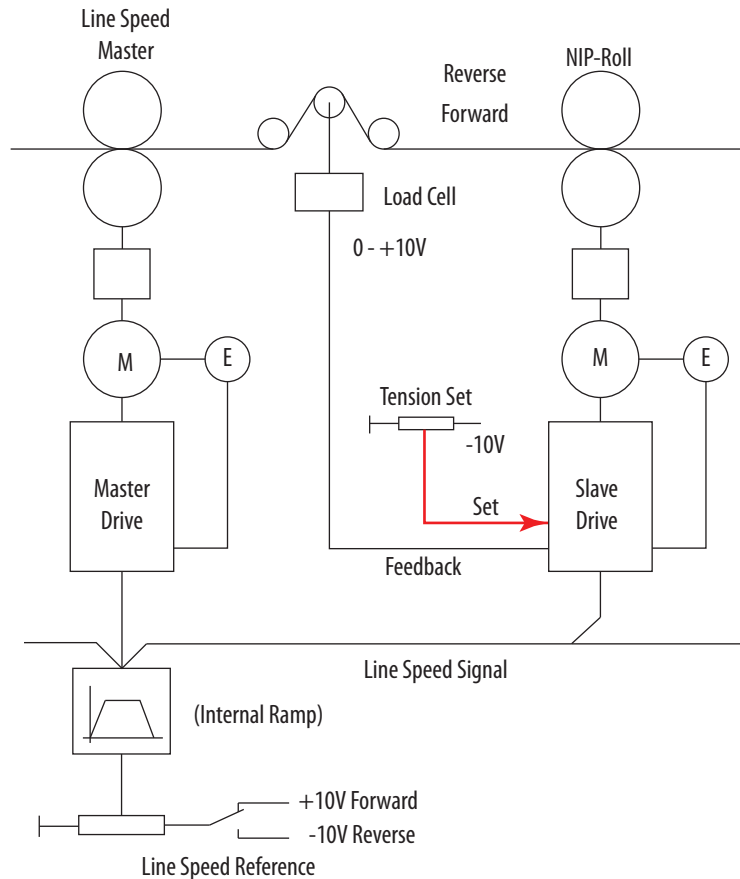 Line Speed
Master
NIP-Roll
Reverse
Forward
Load Cell
0 - +10V
M
E
M
E
Tension Set
-10V
Master
Drive
Set
Slave
Drive
Feedback
Line Speed Signal
(Internal Ramp)
+10V Forward
-10V Reverse
Line Speed Reference